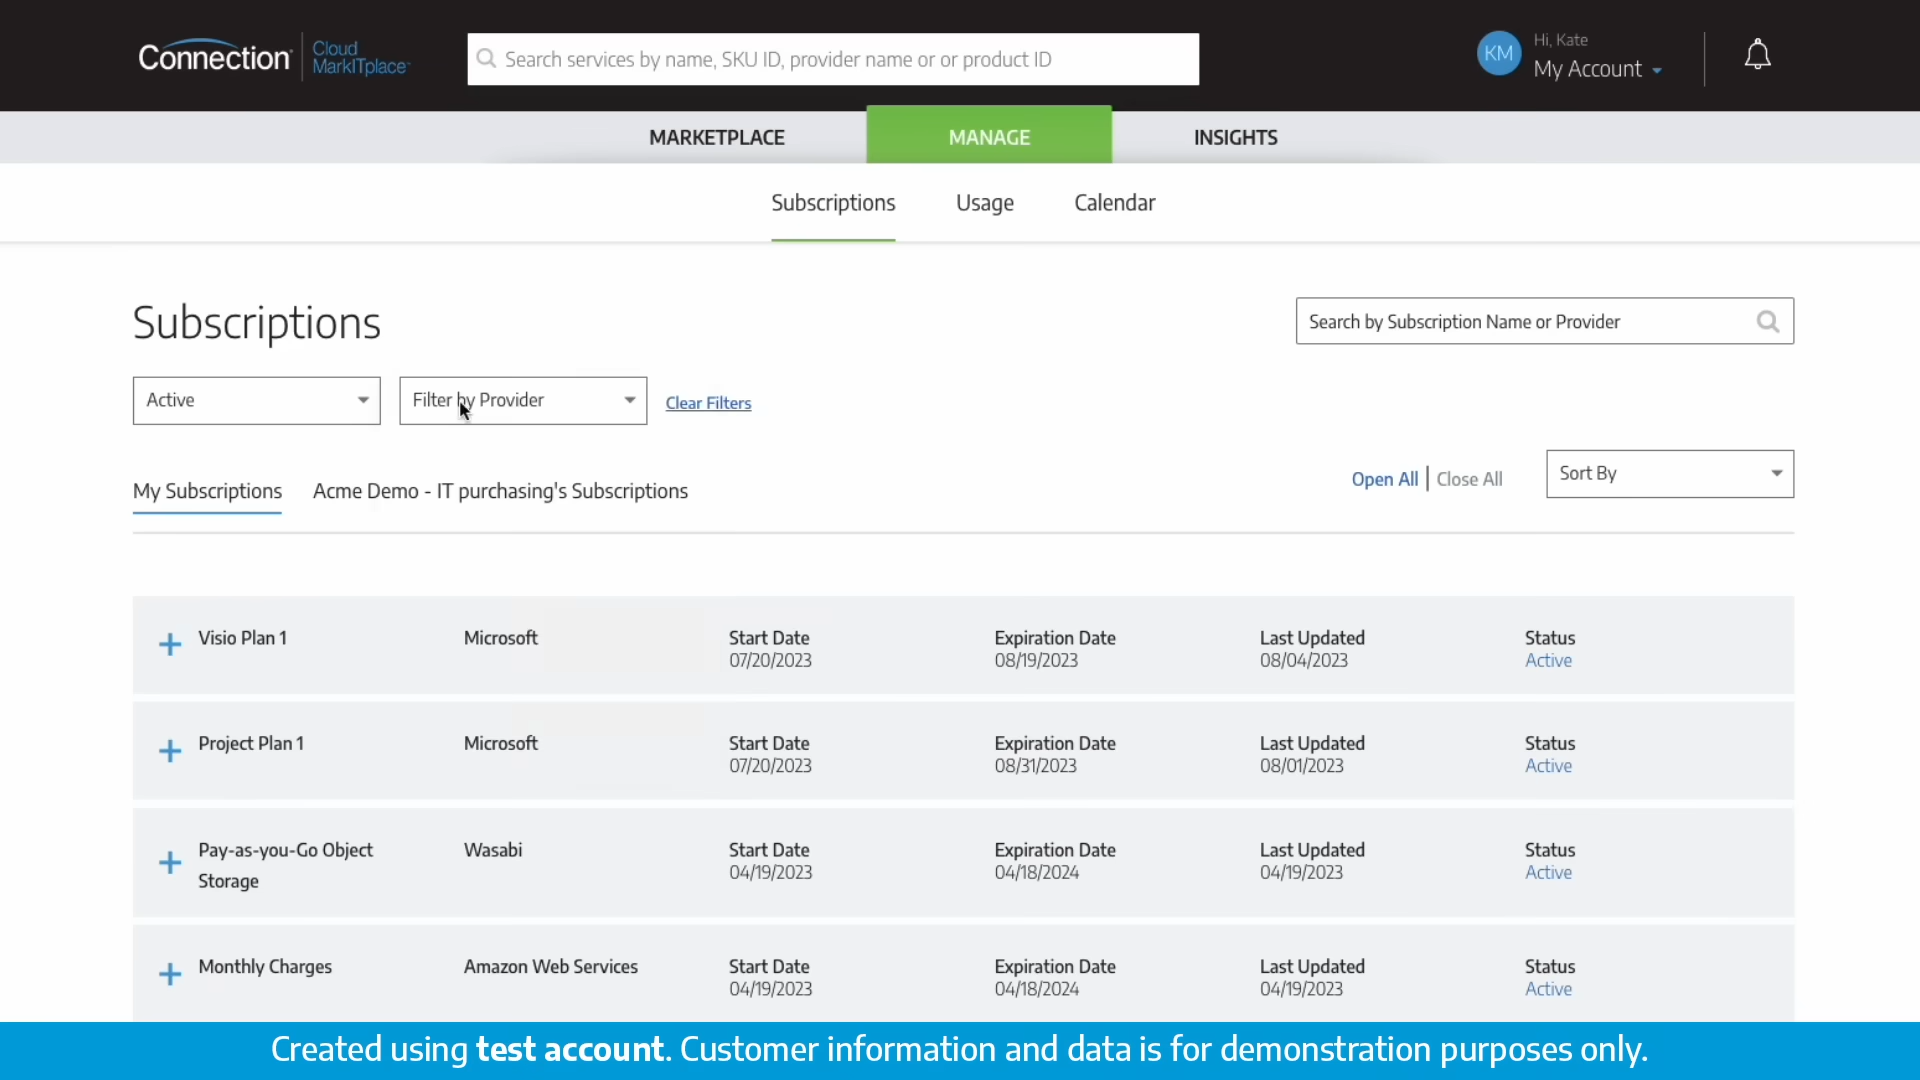 Connection
Cloud
MarkITplace
Search services by name, SKU ID, provider name or or product ID
KM
Hi, Kate
My Account
MARKETPLACE
MANAGE
INSIGHTS
Subscriptions
Usage
Calendar
Subscriptions
Search by Subscription Name or Provider
Active
Filter by Provider
Clear Filters
My Subscriptions
Acme Demo - IT purchasing's Subscriptions
Open All | Close All
Sort By
Visio Plan 1 Microsoft Start Date Expiration Date Last Updated Status
07/20/2023 08/19/2023 08/04/2023 Active
Project Plan 1 Microsoft Start Date Expiration Date Last Updated Status
07/20/2023 08/31/2023 08/01/2023 Active
Pay-as-you-Go Object Wasabi Start Date Expiration Date Last Updated Status
Storage 04/19/2023 04/18/2024 04/19/2023 Active
Monthly Charges Amazon Web Services Start Date Expiration Date Last Updated Status
04/19/2023 04/18/2024 04/19/2023 Active
Created using test account. Customer information and data is for demonstration purposes only.